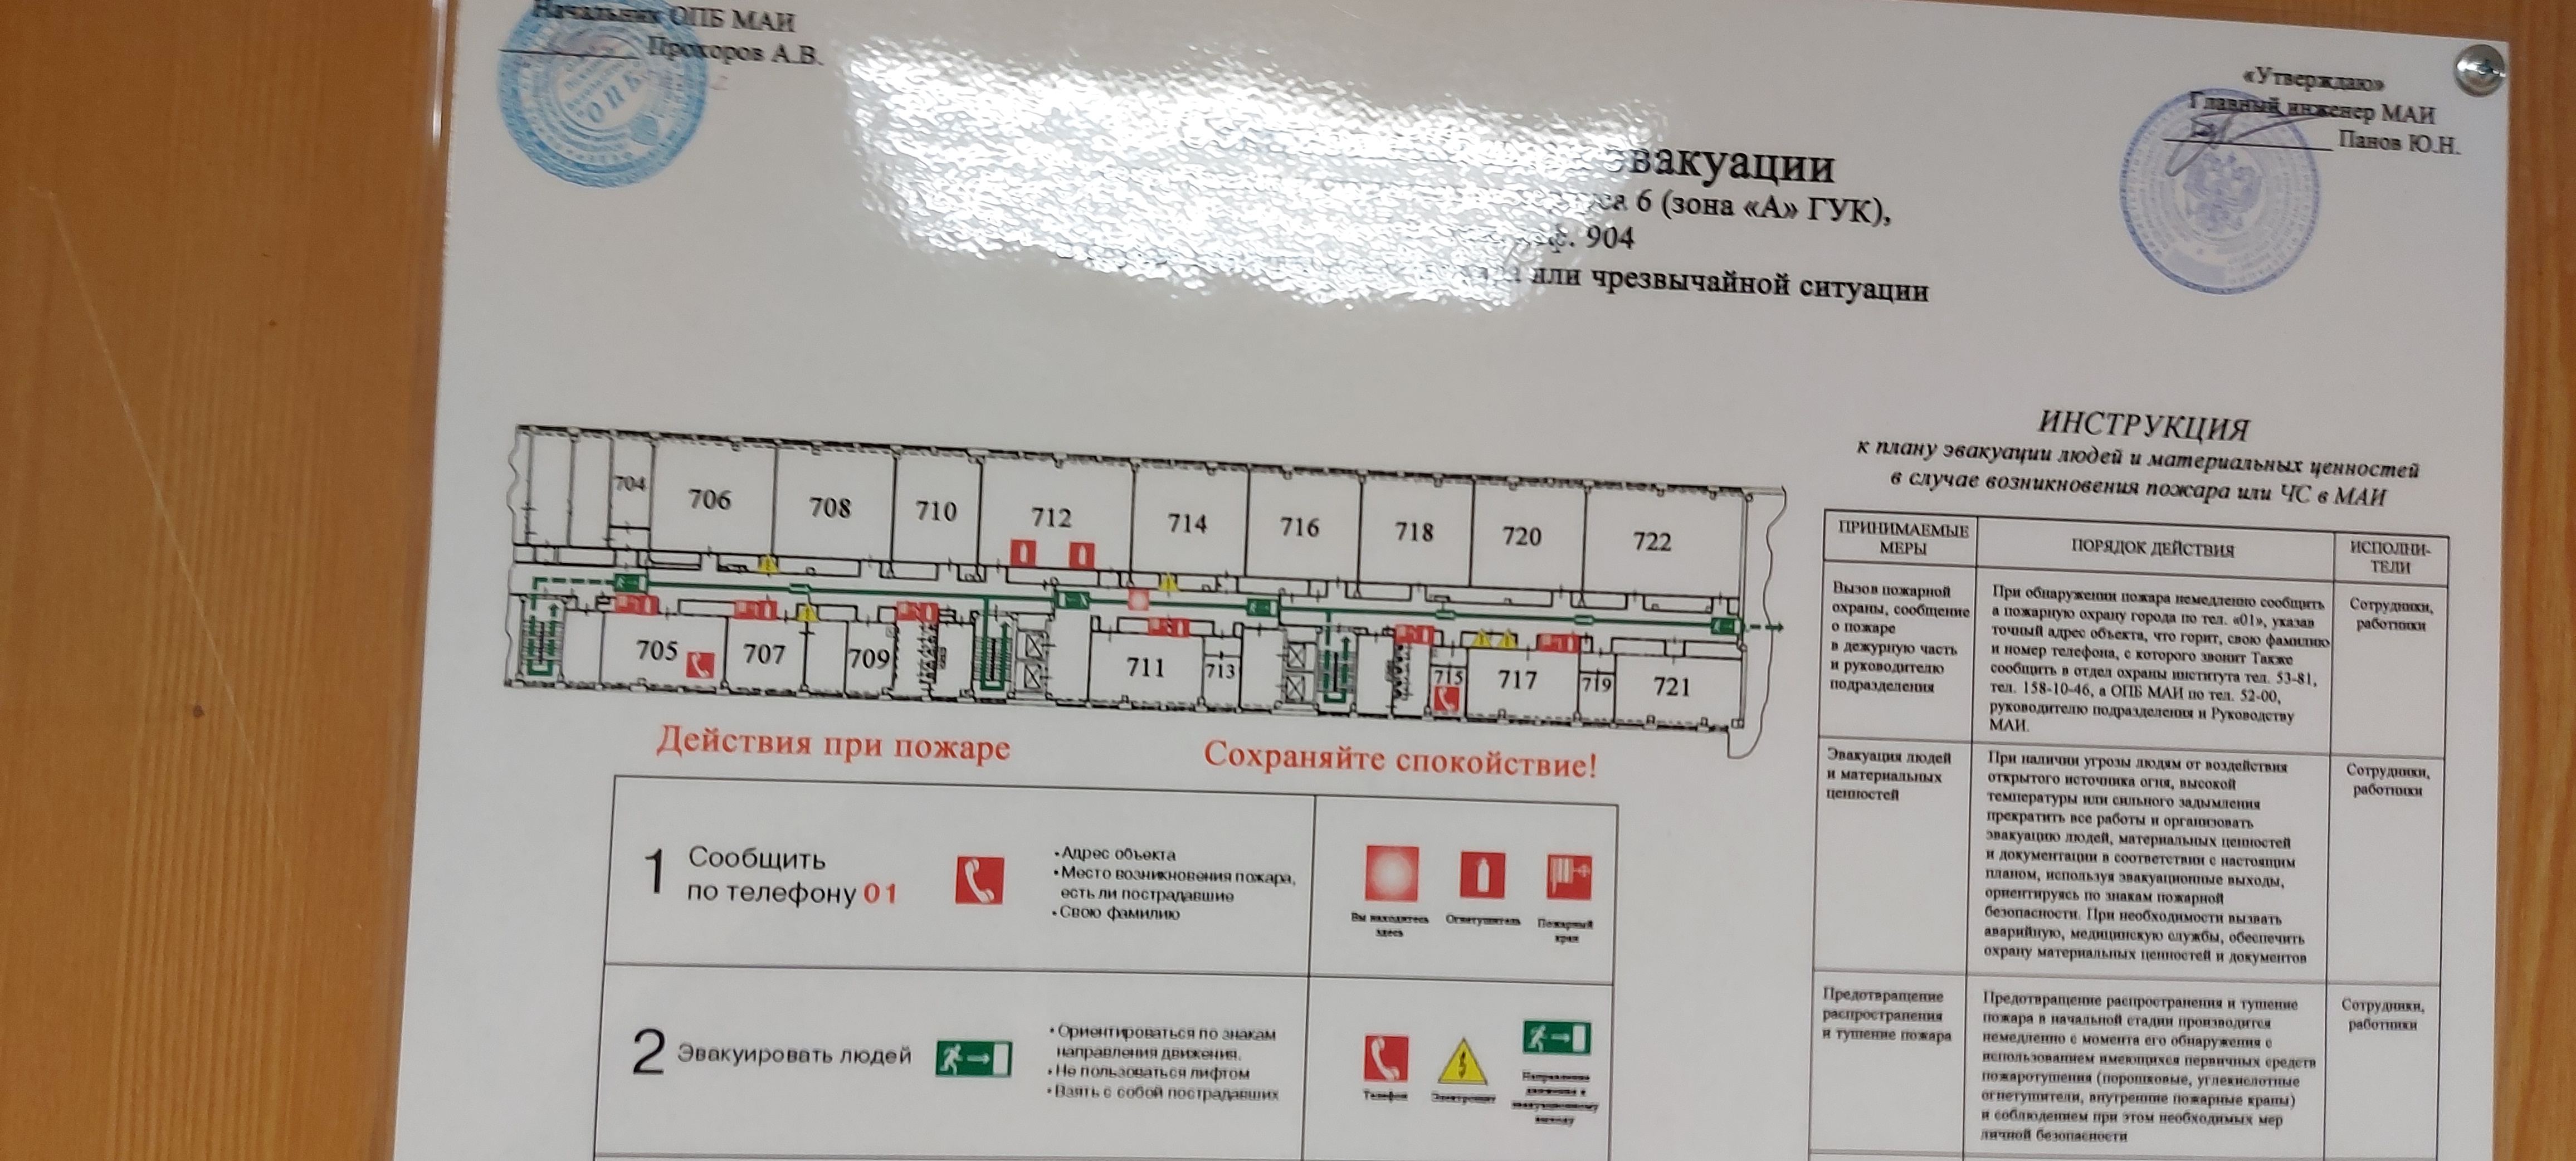 Начальник ОПБ МАИ
Прохоров А.В.
ОПБ
«Утверждаю»
Главный инженер МАИ
Панов Ю.Н.
эвакуации
6 (зона «А» ГУК),
904
или чрезвычайной ситуации
704
706
708
710
712
714
716
718
720
722
705
707
709
711
713
715
717
719
721
Действия при пожаре
Сохраняйте спокойствие!
1 Сообщить
по телефону 01
• Адрес объекта
• Место возникновения пожара,
есть ли пострадавшие
• Свою фамилию
Вы находитесь
здесь
Огнетушитель
Пожарный
кран
2 Эвакуировать людей
• Ориентироваться по знакам
направления движения.
• Не пользоваться лифтом
• Взять с собой пострадавших
Телефон
Электрощит
Направление
движения к
эвакуационному
выходу
ИНСТРУКЦИЯ
к плану эвакуации людей и материальных ценностей
в случае возникновения пожара или ЧС в МАИ
ПРИНИМАЕМЫЕ
МЕРЫ
ПОРЯДОК ДЕЙСТВИЯ
ИСПОЛНИ-
ТЕЛИ
Вызов пожарной
охраны, сообщение
о пожаре
в дежурную часть
и руководителю
подразделения
При обнаружении пожара немедленно сообщить
а пожарную охрану города по тел. «01», указав
точный адрес объекта, что горит, свою фамилию
и номер телефона, с которого звонит Также
сообщить в отдел охраны института тел. 53-81,
тел. 158-10-46, а ОПБ МАИ по тел. 52-00,
руководителю подразделения и Руководству
МАИ.
Сотрудники,
работники
Эвакуация людей
и материальных
ценностей
При наличии угрозы людям от воздействия
открытого источника огня, высокой
температуры или сильного задымления
прекратить все работы и организовать
эвакуацию людей, материальных ценностей
и документации в соответствии с настоящим
планом, используя эвакуационные выходы,
ориентируясь по знакам пожарной
безопасности. При необходимости вызвать
аварийную, медицинскую службы, обеспечить
охрану материальных ценностей и документов
Сотрудники,
работники
Предотвращение
распространения
и тушение пожара
Предотвращение распространения и тушение
пожара в начальной стадии производится
немедленно с момента его обнаружения с
использованием имеющихся первичных средств
пожаротушения (порошковые, углекислотные
огнетушители, внутренние пожарные краны)
и соблюдением при этом необходимых мер
личной безопасности
Сотрудники,
работники